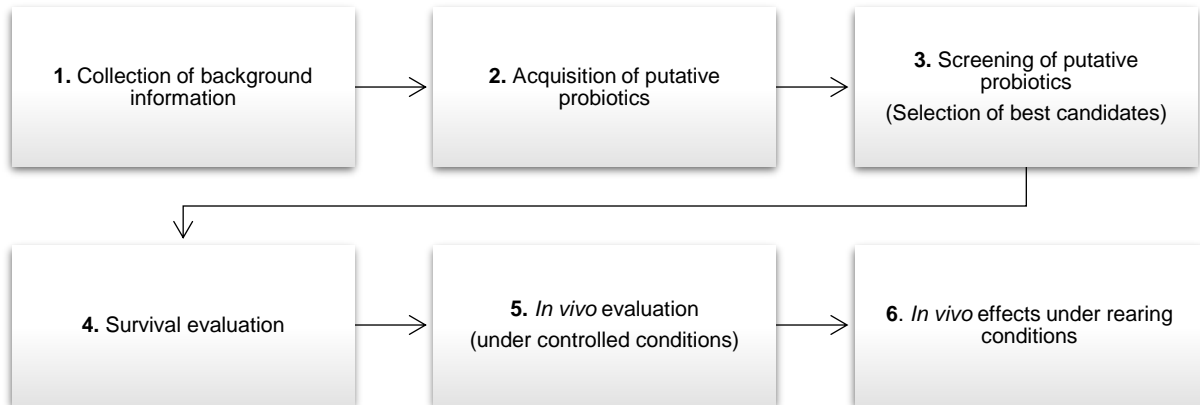 1. Collection of background
information
2. Acquisition of putative
probiotics
3. Screening of putative
probiotics
(Selection of best candidates)
4. Survival evaluation
5. In vivo evaluation
(under controlled conditions)
6. In vivo effects under rearing
conditions